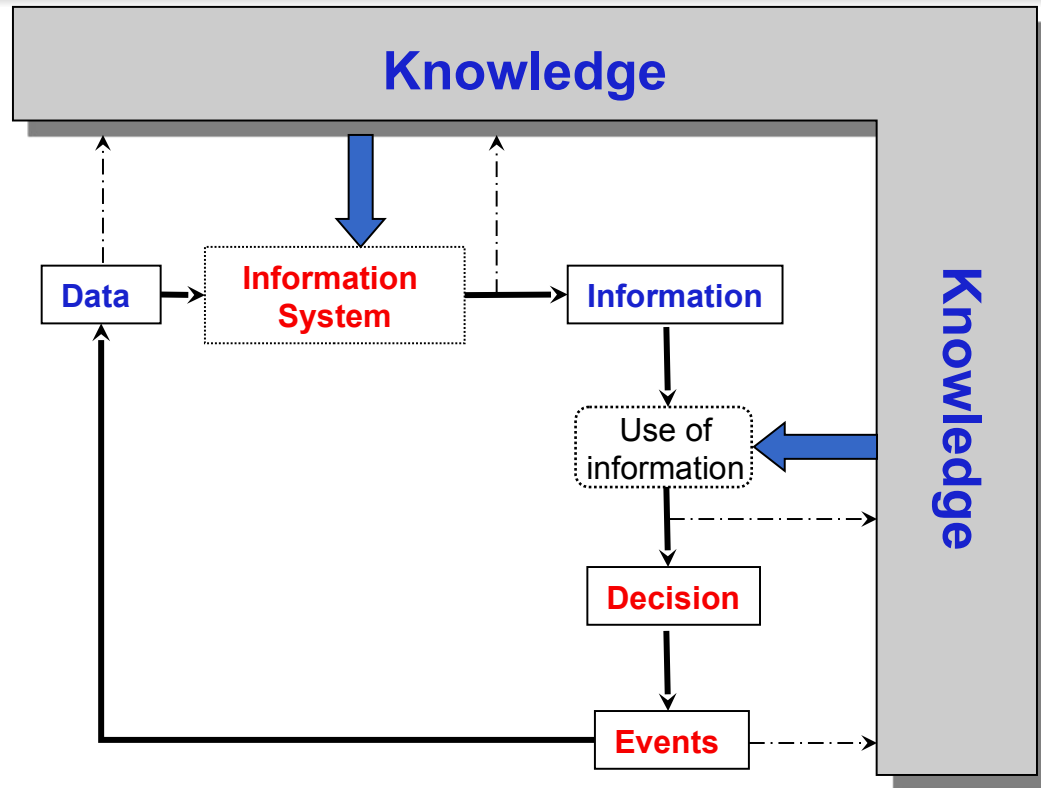 Knowledge
Data
Information
System
Information
Knowledge
Use of
information
Decision
Events